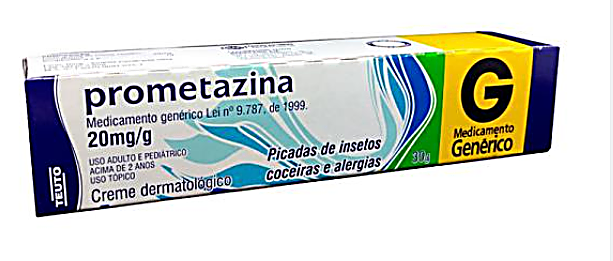 prometazina
Medicamento genérico Lei nº 9.787, de 1999.
20mg/g
USO ADULTO E PEDIÁTRICO
ACIMA DE 2 ANOS
USO TÓPICO
Creme dermatológico
TEUTO
Picadas de insetos
coceiras e alergias
30g
G
Medicamento
Genérico